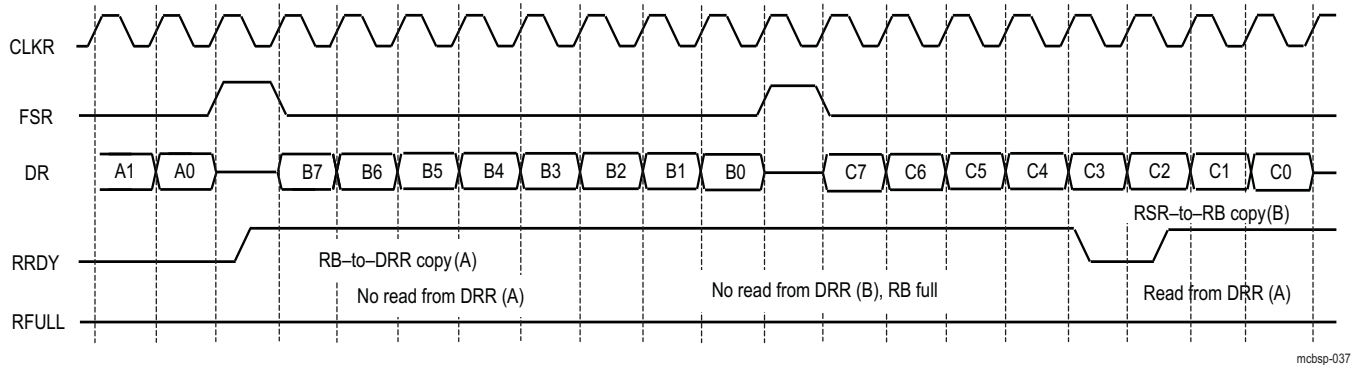 CLKR
FSR
DR A1 A0 B7 B6 B5 B4 B3 B2 B1 B0 C7 C6 C5 C4 C3 C2 C1 C0
RSR–to–RB copy(B)
RRDY RB–to–DRR copy(A)
No read from DRR (A) No read from DRR (B), RB full Read from DRR (A)
RFULL
mcbsp-037